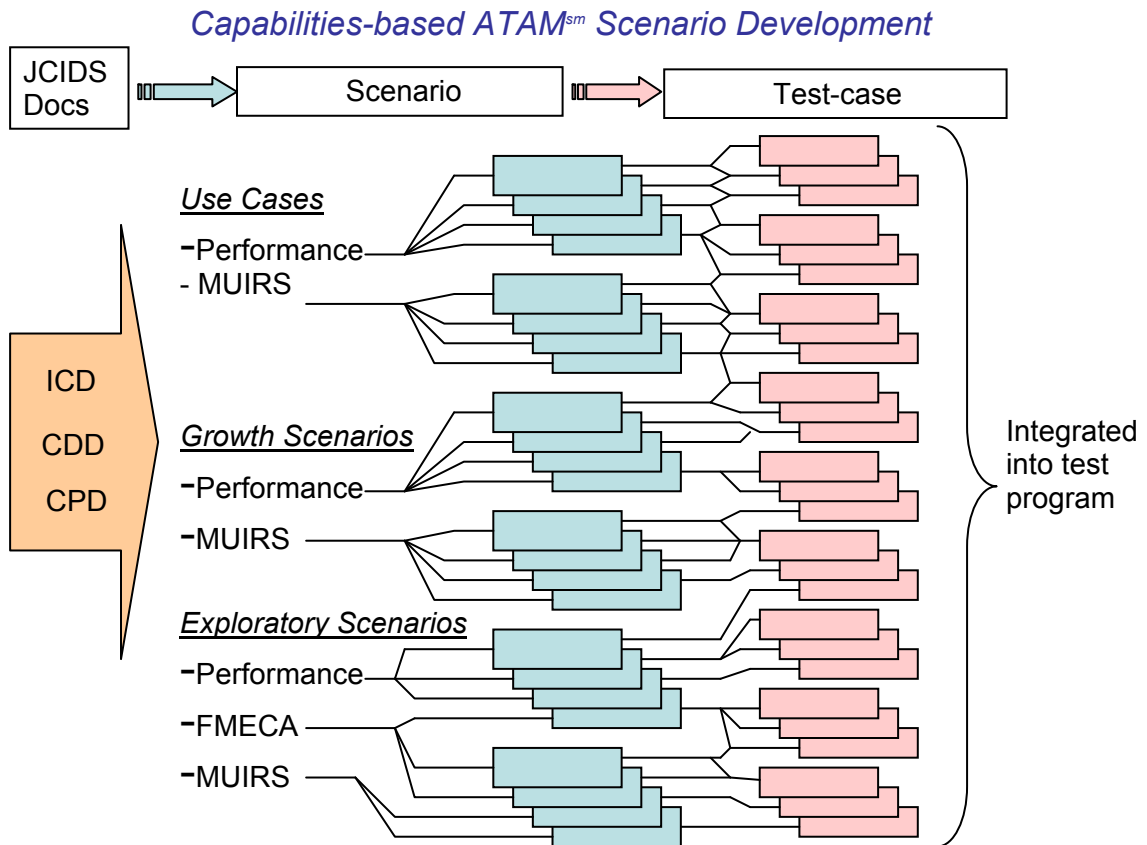 Capabilities-based ATAMsm Scenario Development
JCIDS
Docs
Scenario
Test-case
Use Cases
-Performance
- MUIRS
ICD
CDD
CPD
Growth Scenarios
-Performance
-MUIRS
Exploratory Scenarios
-Performance
-FMECA
-MUIRS
Integrated
into test
program